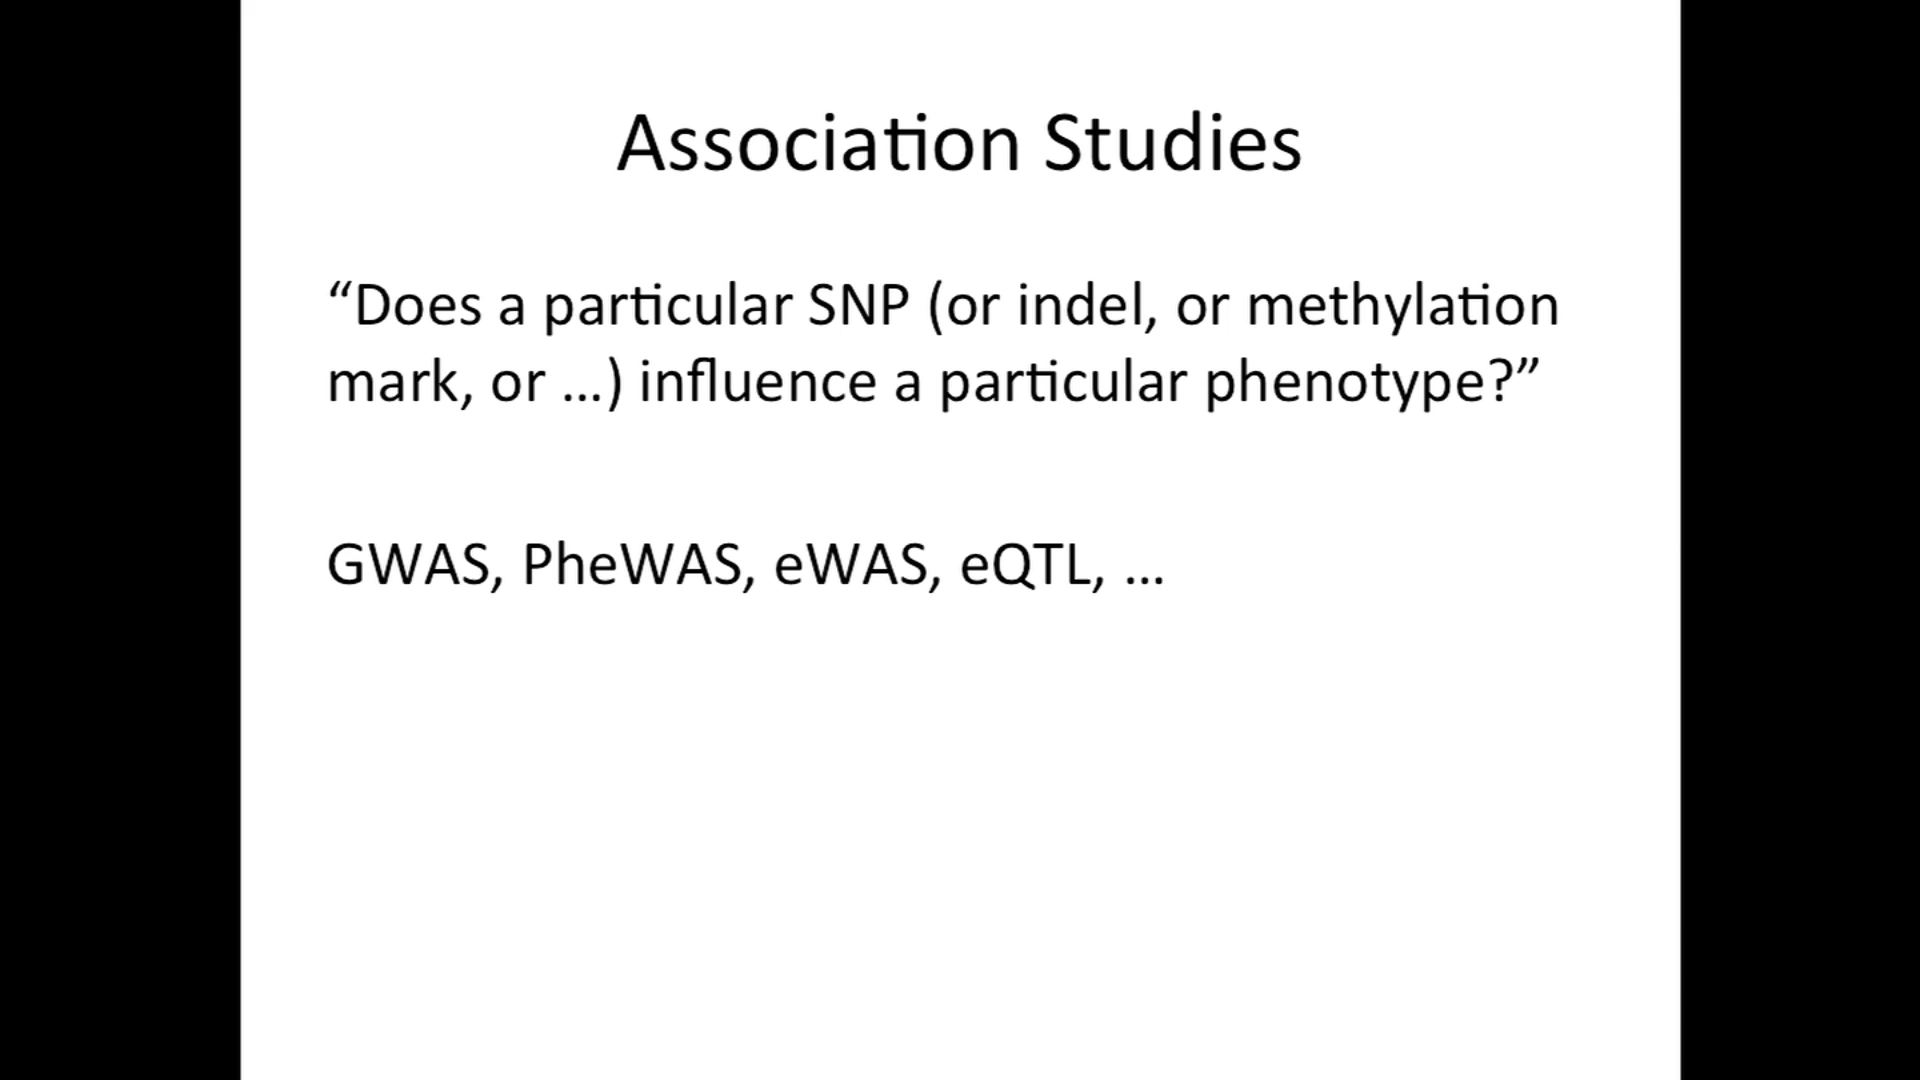 Association Studies
“Does a particular SNP (or indel, or methylation
mark, or ...) influence a particular phenotype?”
GWAS, PheWAS, eWAS, eQTL, ...